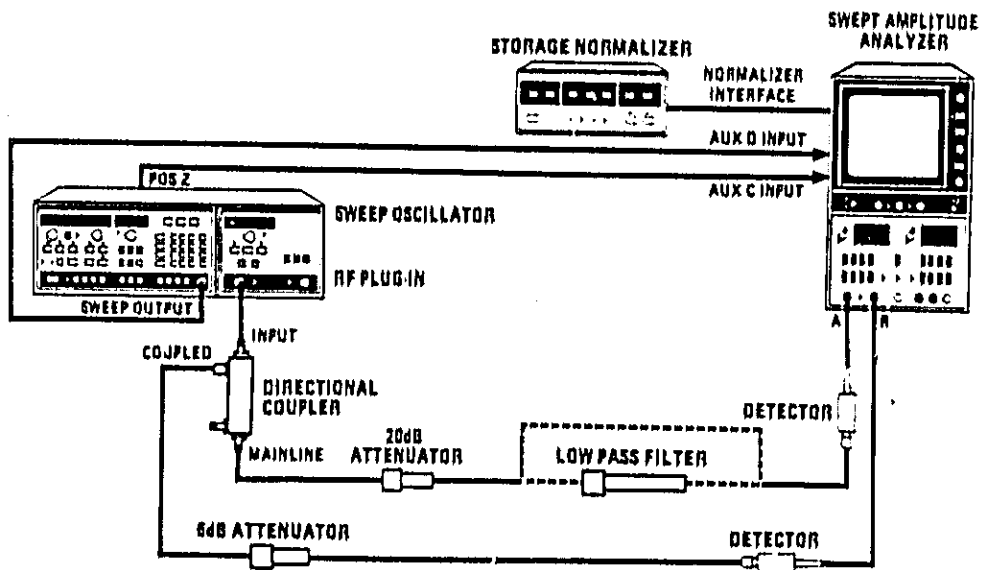 SWEPT AMPLITUDE
ANALYZER
STORAGE NORMALIZER
NORMALIZER
INTERFACE
AUX D INPUT
POS Z
AUX C INPUT
SWEEP OSCILLATOR
RF PLUG-IN
SWEEP OUTPUT
A
R
INPUT
COUPLED
DIRECTIONAL
COUPLER
DETECTOR
MAINLINE
20dB
ATTENUATOR
LOW PASS FILTER
6dB ATTENUATOR
DETECTOR